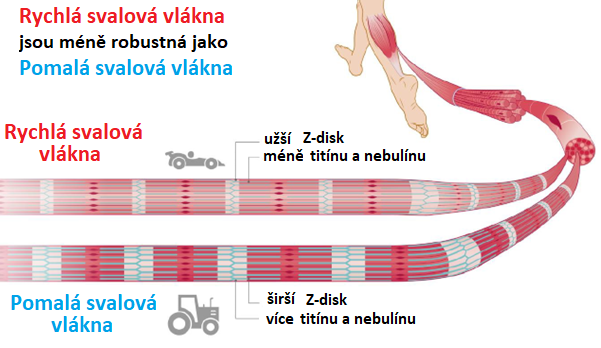 Rychlá svalová vlákna
jsou méně robustná jako
Pomalá svalová vlákna
Rychlá svalová
vlákna
užší Z-disk
méně titínu a nebulínu
Pomalá svalová
vlákna
širší Z-disk
více titínu a nebulínu